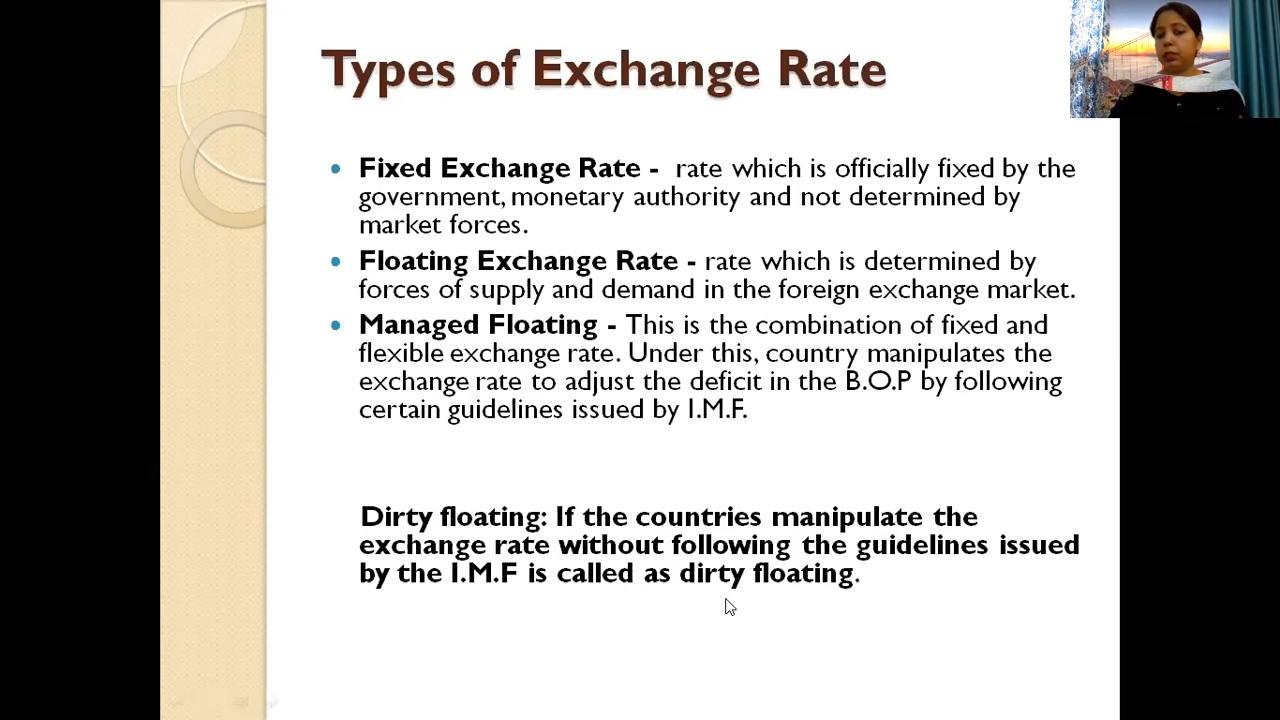 Types of Exchange Rate
• Fixed Exchange Rate - rate which is officially fixed by the
government, monetary authority and not determined by
market forces.
• Floating Exchange Rate - rate which is determined by
forces of supply and demand in the foreign exchange market.
• Managed Floating - This is the combination of fixed and
flexible exchange rate. Under this, country manipulates the
exchange rate to adjust the deficit in the B.O.P by following
certain guidelines issued by I.M.F.
Dirty floating: If the countries manipulate the
exchange rate without following the guidelines issued
by the I.M.F is called as dirty floating.